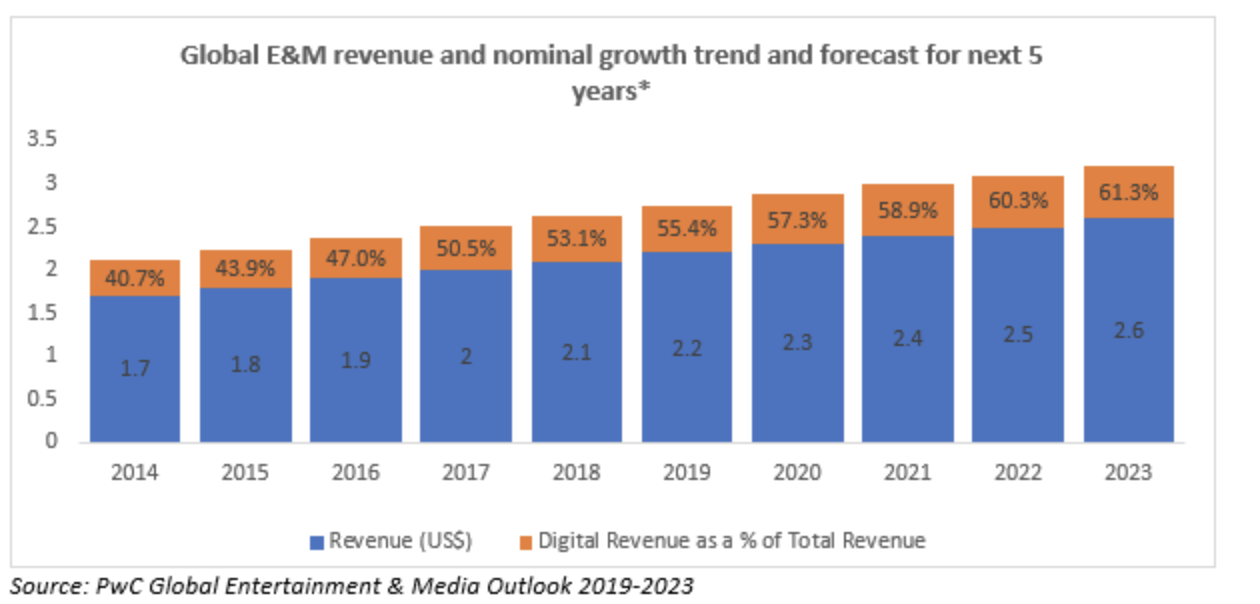 Global E&M revenue and nominal growth trend and forecast for next 5
years*
3.5
3
2.5
2
1.5
1
0.5
0
40.7% 43.9% 47.0% 50.5% 53.1% 55.4% 57.3% 58.9% 60.3% 61.3%
1.7 1.8 1.9 2 2.1 2.2 2.3 2.4 2.5 2.6
2014 2015 2016 2017 2018 2019 2020 2021 2022 2023
Revenue (US$) Digital Revenue as a % of Total Revenue
Source: PwC Global Entertainment & Media Outlook 2019-2023